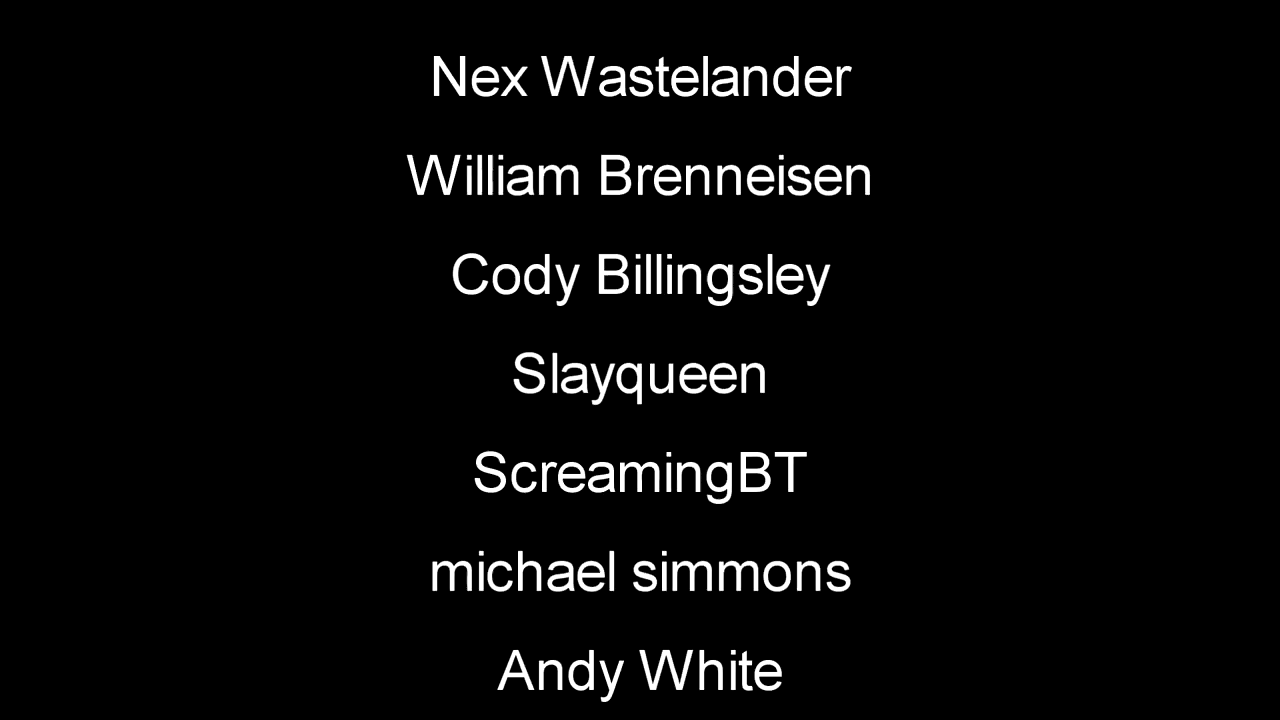 Nex Wastelander
William Brenneisen
Cody Billingsley
Slayqueen
ScreamingBT
michael simmons
Andy White